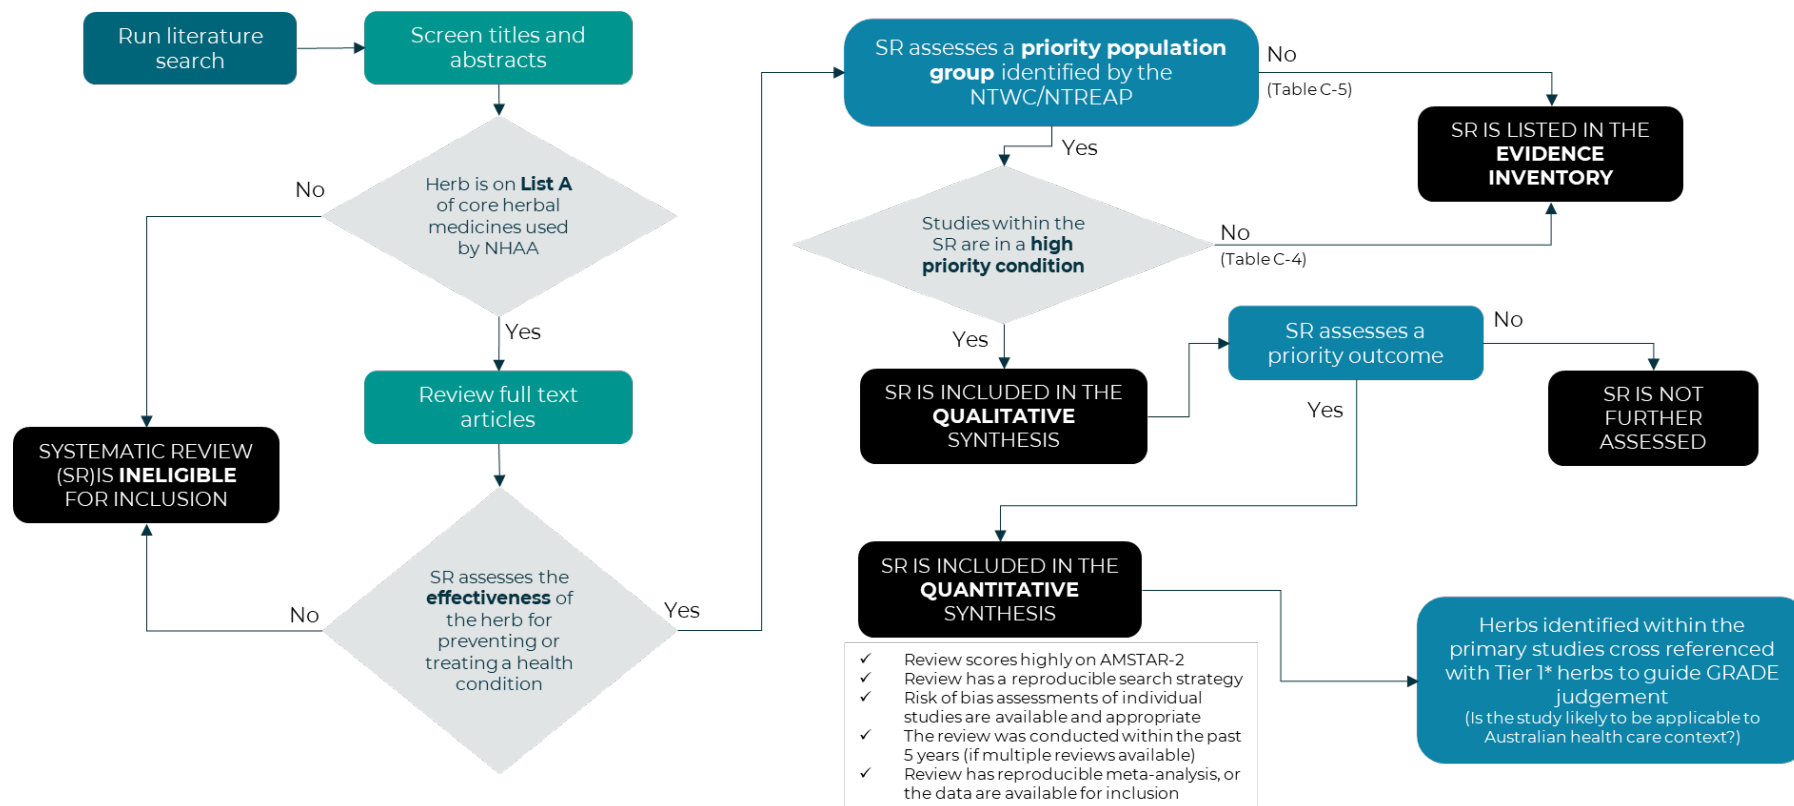 Run literature
search
Screen titles and
abstracts
No
Herb is on List A
of core herbal
medicines used
by NHAA
Yes
Review full text
articles
SYSTEMATIC REVIEW
(SR)IS INELIGIBLE
FOR INCLUSION
No
SR assesses the
effectiveness of
the herb for
preventing or
treating a health
condition
Yes
SR assesses a priority population
group identified by the
NTWC/NTREAP
No
(Table C-5)
SR IS LISTED IN THE
EVIDENCE
INVENTORY
Yes
Studies within the
SR are in a high
priority condition
No
(Table C-4)
Yes
SR assesses a
priority outcome
No
SR IS INCLUDED IN THE
QUALITATIVE
SYNTHESIS
Yes
SR IS NOT
FURTHER
ASSESSED
SR IS INCLUDED IN THE
QUANTITATIVE
SYNTHESIS
✓ Review scores highly on AMSTAR-2
✓ Review has a reproducible search strategy
✓ Risk of bias assessments of individual
studies are available and appropriate
✓ The review was conducted within the past
5 years (if multiple reviews available)
✓ Review has reproducible meta-analysis, or
the data are available for inclusion
Herbs identified within the
primary studies cross referenced
with Tier 1* herbs to guide GRADE
judgement
(Is the study likely to be applicable to
Australian health care context?)